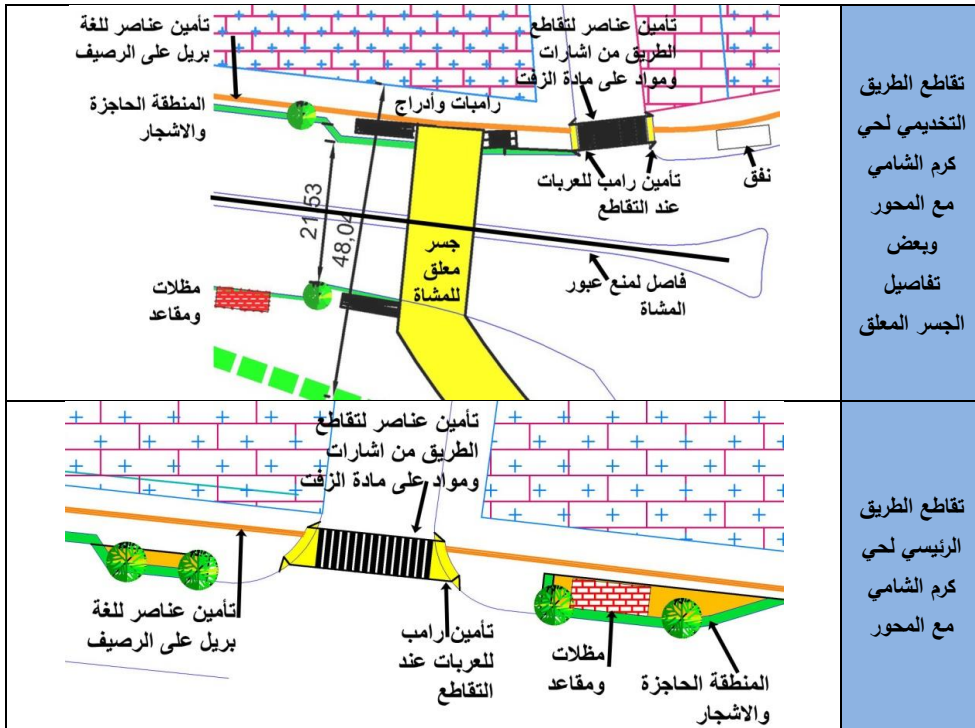 تقاطع الطريق
التخديمي لحي
كرم الشامي
مع المحور
وبعض
تفاصيل
الجسر المعلق
تأمين عناصر لتقاطع
الطريق من اشارات
ومواد على مادة الزفت
تأمين عناصر للغة
بريل على الرصيف
المنطقة الحاجزة
والاشجار
رامبات وأدراج
تأمين رامب للعربات
عند التقاطع
نفق
21,53
48,04
جسر
معلق
للمشاة
فاصل لمنع عبور
المشاة
مظلات
ومقاعد
تقاطع الطريق
الرئيسي لحي
كرم الشامي
مع المحور
تأمين عناصر لتقاطع
الطريق من اشارات
ومواد على مادة الزفت
تأمين عناصر للغة
بريل على الرصيف
تأمين رامب
للعربات عند
التقاطع
مظلات
ومقاعد
المنطقة الحاجزة
والاشجار